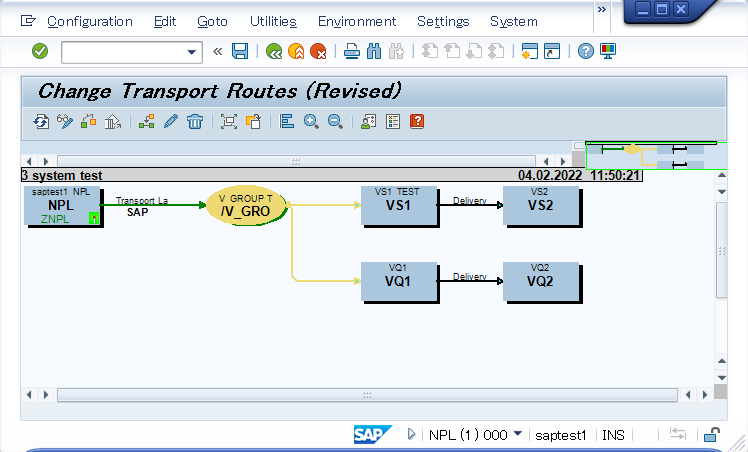 Configuration Edit Goto Utilities Environment Settings System »
«
Change Transport Routes (Revised)
3 system test 04.02.2022 11:50:21
saptest1 NPL
NPL
ZNPL
Transport La
SAP
V GROUP T
/V_GRO
VS1 TEST
VS1
Delivery
VS2
VS2
VQ1
VQ1
Delivery
VQ2
VQ2
SAP NPL (1) 000 saptest1 INS